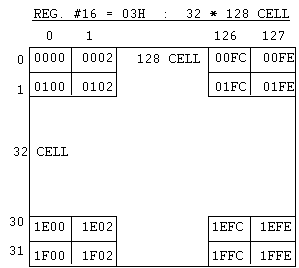 REG. #16 = 03H : 32 * 128 CELL
0 1 126 127
0 0000 0002 128 CELL 00FC 00FE
1 0100 0102 01FC 01FE
32 CELL
30 1E00 1E02 1EFC 1EFE
31 1F00 1F02 1FFC 1FFE